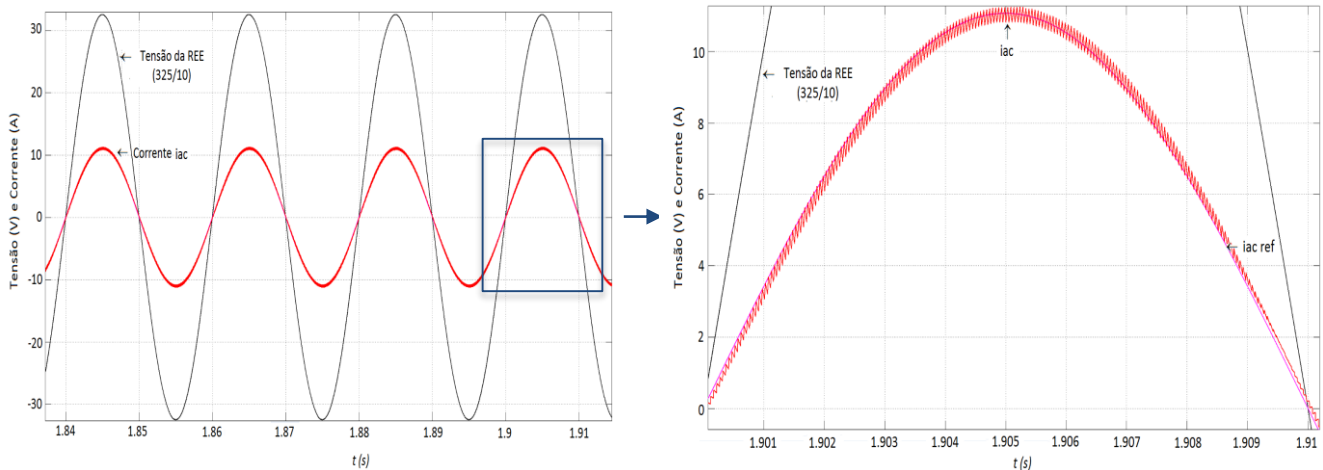 Tensão (V) e Corrente (A)
30
20
10
0
-10
-20
-30
← Tensão da REE
(325/10)
← Corrente iac
1.84 1.85 1.86 1.87 1.88 1.89 1.9 1.91
t (s)
Tensão (V) e Corrente (A)
10
8
6
4
2
0
← Tensão da REE
(325/10)
iac
← iac ref
1.901 1.902 1.903 1.904 1.905 1.906 1.907 1.908 1.909 1.91
t (s)